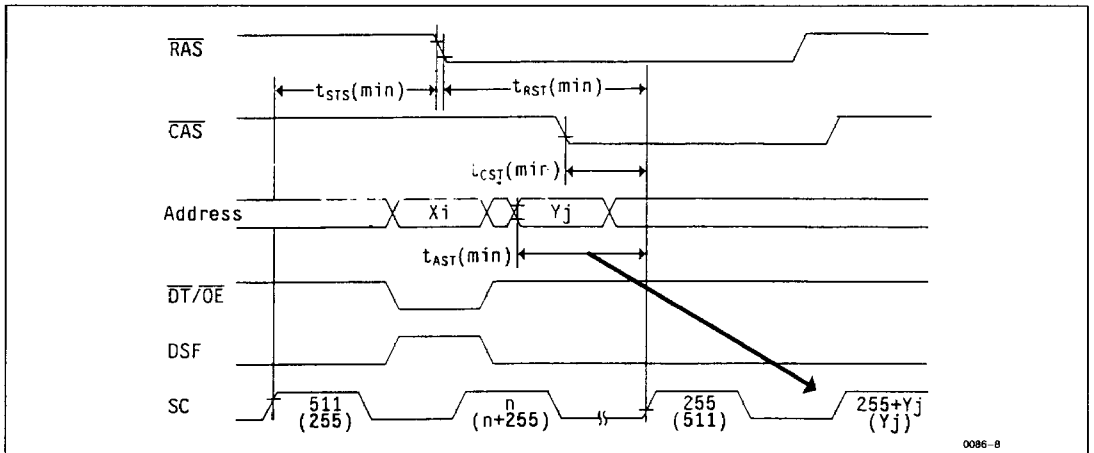 RAS
tSTS(min)
tRST(min)
CAS
tCST(min)
Address
Xi
Yj
tAST(min)
DT/OE
DSF
SC
511
(255)
n
(n+255)
255
(511)
255+Yj
(Yj)
0086-8